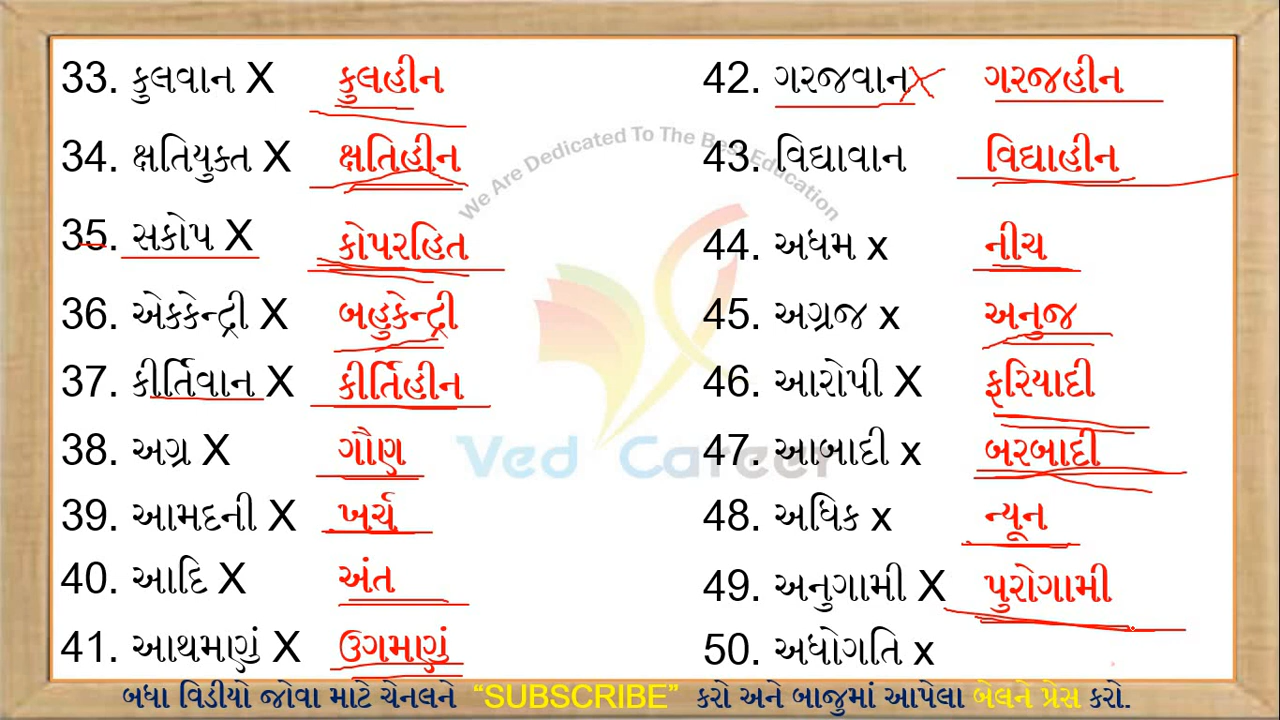 33. કુલવાન X કુલહીન
34. ક્ષતિયુક્ત X ક્ષતિહીન
35. સકોપ X કોપરહિત
36. એકકેન્દ્રી X બહુકેન્દ્રી
37. કીર્તિવાન X કીર્તિહીન
38. અગ્ર X ગૌણ
39. આમદની X ખર્ચ
40. આદિ X અંત
41. આથમણું X ઉગમણું
42. ગરજવાન X ગરજહીન
43. વિદ્યાવાન વિદ્યાહીન
44. અધમ x નીચ
45. અગ્રજ x અનુજ
46. આરોપી X ફરિયાદી
47. આબાદી x બરબાદી
48. અધિક x ન્યૂન
49. અનુગામી X પુરોગામી
50. અધોગતિ x
We Are Dedicated To The Best Education
Ved Career
બધા વિડીયો જોવા માટે ચેનલને “SUBSCRIBE” કરો અને બાજુમાં આપેલા બેલને પ્રેસ કરો.